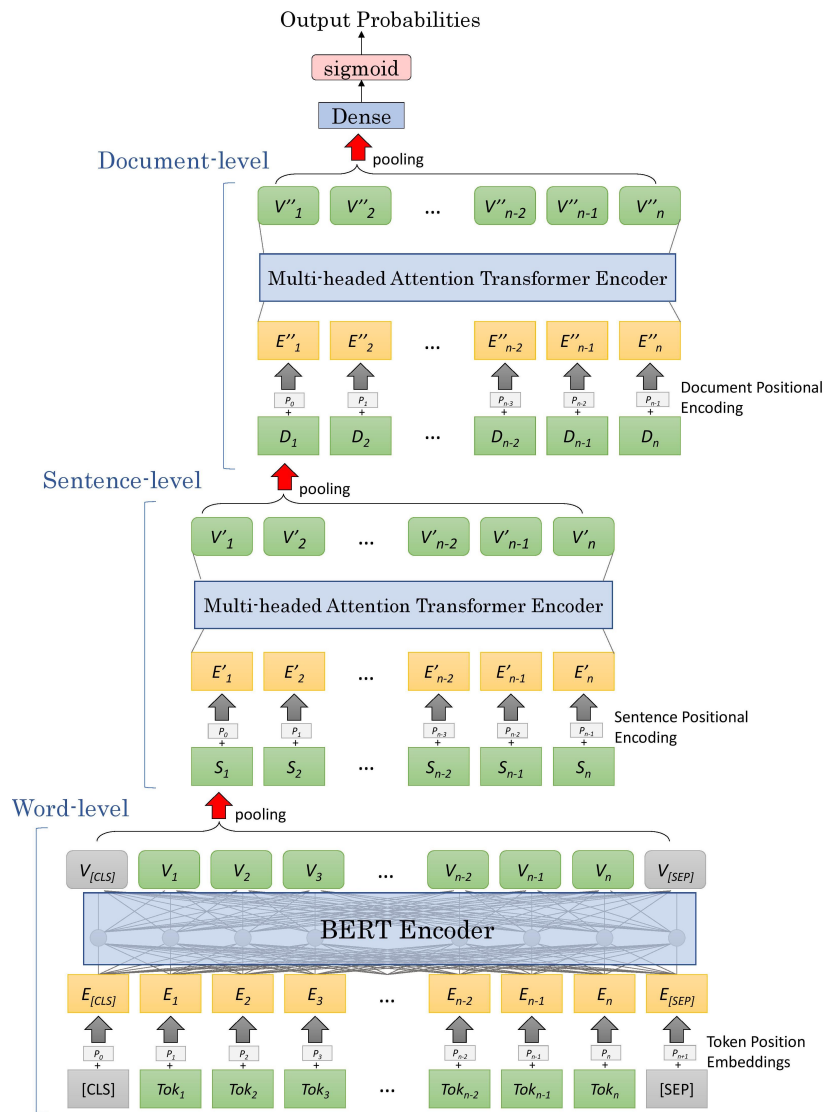 Output Probabilities
sigmoid
Dense
pooling
Document-level
V''1 V''2 ... V''n-2 V''n-1 V''n
Multi-headed Attention Transformer Encoder
E''1 E''2 ... E''n-2 E''n-1 E''n
P0 P1 Pn-3 Pn-2 Pn-1
+ + + + +
Document Positional
Encoding
D1 D2 ... Dn-2 Dn-1 Dn
pooling
Sentence-level
V'1 V'2 ... V'n-2 V'n-1 V'n
Multi-headed Attention Transformer Encoder
E'1 E'2 ... E'n-2 E'n-1 E'n
P0 P1 Pn-3 Pn-2 Pn-1
+ + + + +
Sentence Positional
Encoding
S1 S2 ... Sn-2 Sn-1 Sn
pooling
Word-level
V[CLS] V1 V2 V3 ... Vn-2 Vn-1 Vn V[SEP]
BERT Encoder
E[CLS] E1 E2 E3 ... En-2 En-1 En E[SEP]
P0 P1 P2 P3 Pn-2 Pn-1 Pn Pn+1
+ + + + + + + +
Token Position
Embeddings
[CLS] Tok1 Tok2 Tok3 ... Tokn-2 Tokn-1 Tokn [SEP]